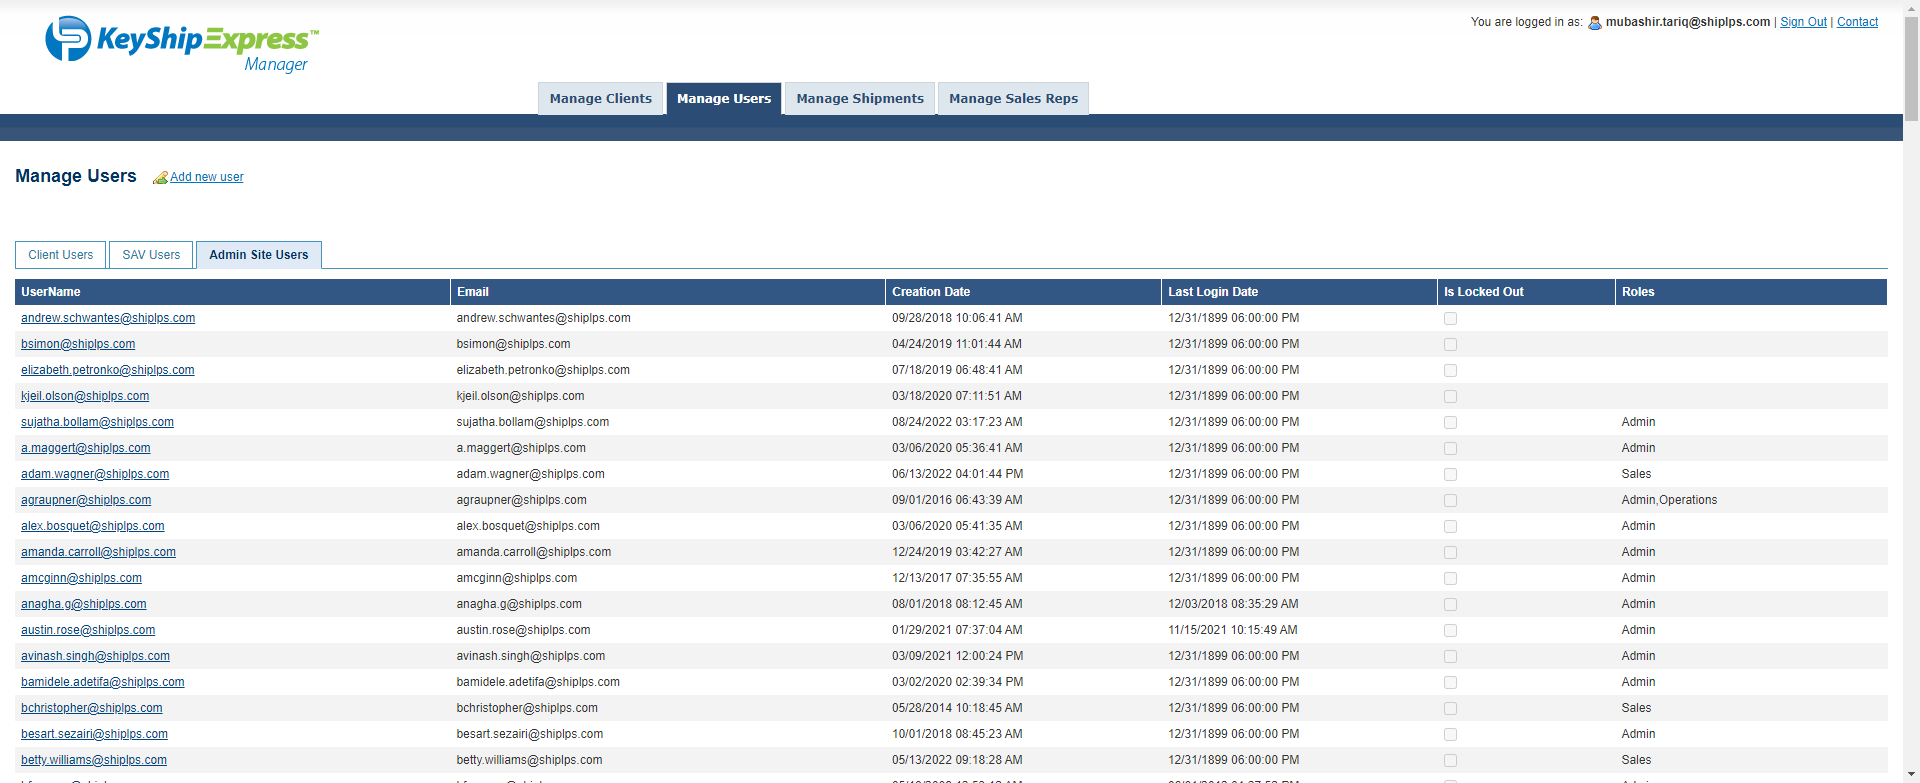 KeyShipExpress™
Manager
You are logged in as: mubashir.tariq@shiplps.com | Sign Out | Contact
Manage Clients Manage Users Manage Shipments Manage Sales Reps
Manage Users Add new user
Client Users SAV Users Admin Site Users
UserName Email Creation Date Last Login Date Is Locked Out Roles
andrew.schwantes@shiplps.com andrew.schwantes@shiplps.com 09/28/2018 10:06:41 AM 12/31/1899 06:00:00 PM
bsimon@shiplps.com bsimon@shiplps.com 04/24/2019 11:01:44 AM 12/31/1899 06:00:00 PM
elizabeth.petronko@shiplps.com elizabeth.petronko@shiplps.com 07/18/2019 06:48:41 AM 12/31/1899 06:00:00 PM
kjeil.olson@shiplps.com kjeil.olson@shiplps.com 03/18/2020 07:11:51 AM 12/31/1899 06:00:00 PM
sujatha.bollam@shiplps.com sujatha.bollam@shiplps.com 08/24/2022 03:17:23 AM 12/31/1899 06:00:00 PM Admin
a.maggert@shiplps.com a.maggert@shiplps.com 03/06/2020 05:36:41 AM 12/31/1899 06:00:00 PM Admin
adam.wagner@shiplps.com adam.wagner@shiplps.com 06/13/2022 04:01:44 PM 12/31/1899 06:00:00 PM Sales
agraupner@shiplps.com agraupner@shiplps.com 09/01/2016 06:43:39 AM 12/31/1899 06:00:00 PM Admin,Operations
alex.bosquet@shiplps.com alex.bosquet@shiplps.com 03/06/2020 05:41:35 AM 12/31/1899 06:00:00 PM Admin
amanda.carroll@shiplps.com amanda.carroll@shiplps.com 12/24/2019 03:42:27 AM 12/31/1899 06:00:00 PM Admin
amcginn@shiplps.com amcginn@shiplps.com 12/13/2017 07:35:55 AM 12/31/1899 06:00:00 PM Admin
anagha.g@shiplps.com anagha.g@shiplps.com 08/01/2018 08:12:45 AM 12/03/2018 08:35:29 AM Admin
austin.rose@shiplps.com austin.rose@shiplps.com 01/29/2021 07:37:04 AM 11/15/2021 10:15:49 AM Admin
avinash.singh@shiplps.com avinash.singh@shiplps.com 03/09/2021 12:00:24 PM 12/31/1899 06:00:00 PM Admin
bamidele.adetifa@shiplps.com bamidele.adetifa@shiplps.com 03/02/2020 02:39:34 PM 12/31/1899 06:00:00 PM Admin
bchristopher@shiplps.com bchristopher@shiplps.com 05/28/2014 10:18:45 AM 12/31/1899 06:00:00 PM Sales
besart.sezairi@shiplps.com besart.sezairi@shiplps.com 10/01/2018 08:45:23 AM 12/31/1899 06:00:00 PM Admin
betty.williams@shiplps.com betty.williams@shiplps.com 05/13/2022 09:18:28 AM 12/31/1899 06:00:00 PM Sales